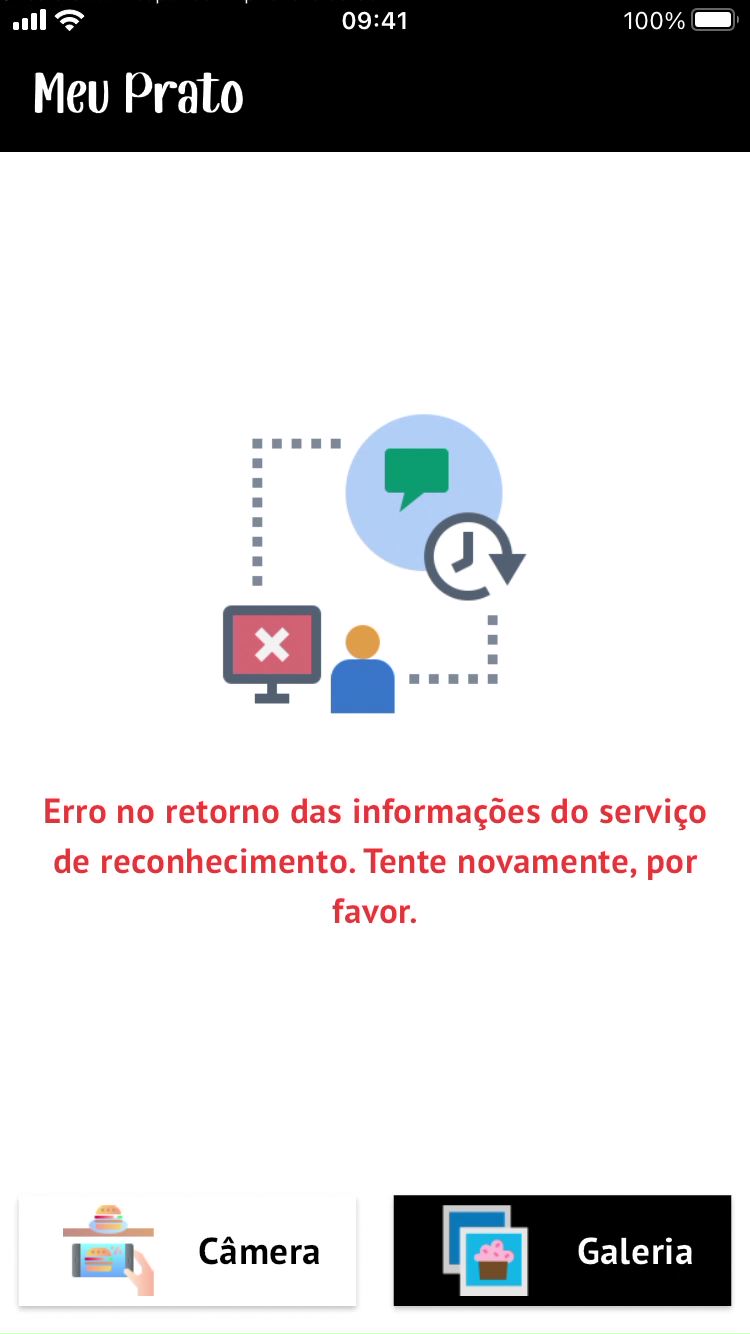 09:41
100%
Meu Prato
Erro no retorno das informações do serviço
de reconhecimento. Tente novamente, por
favor.
Câmera
Galeria